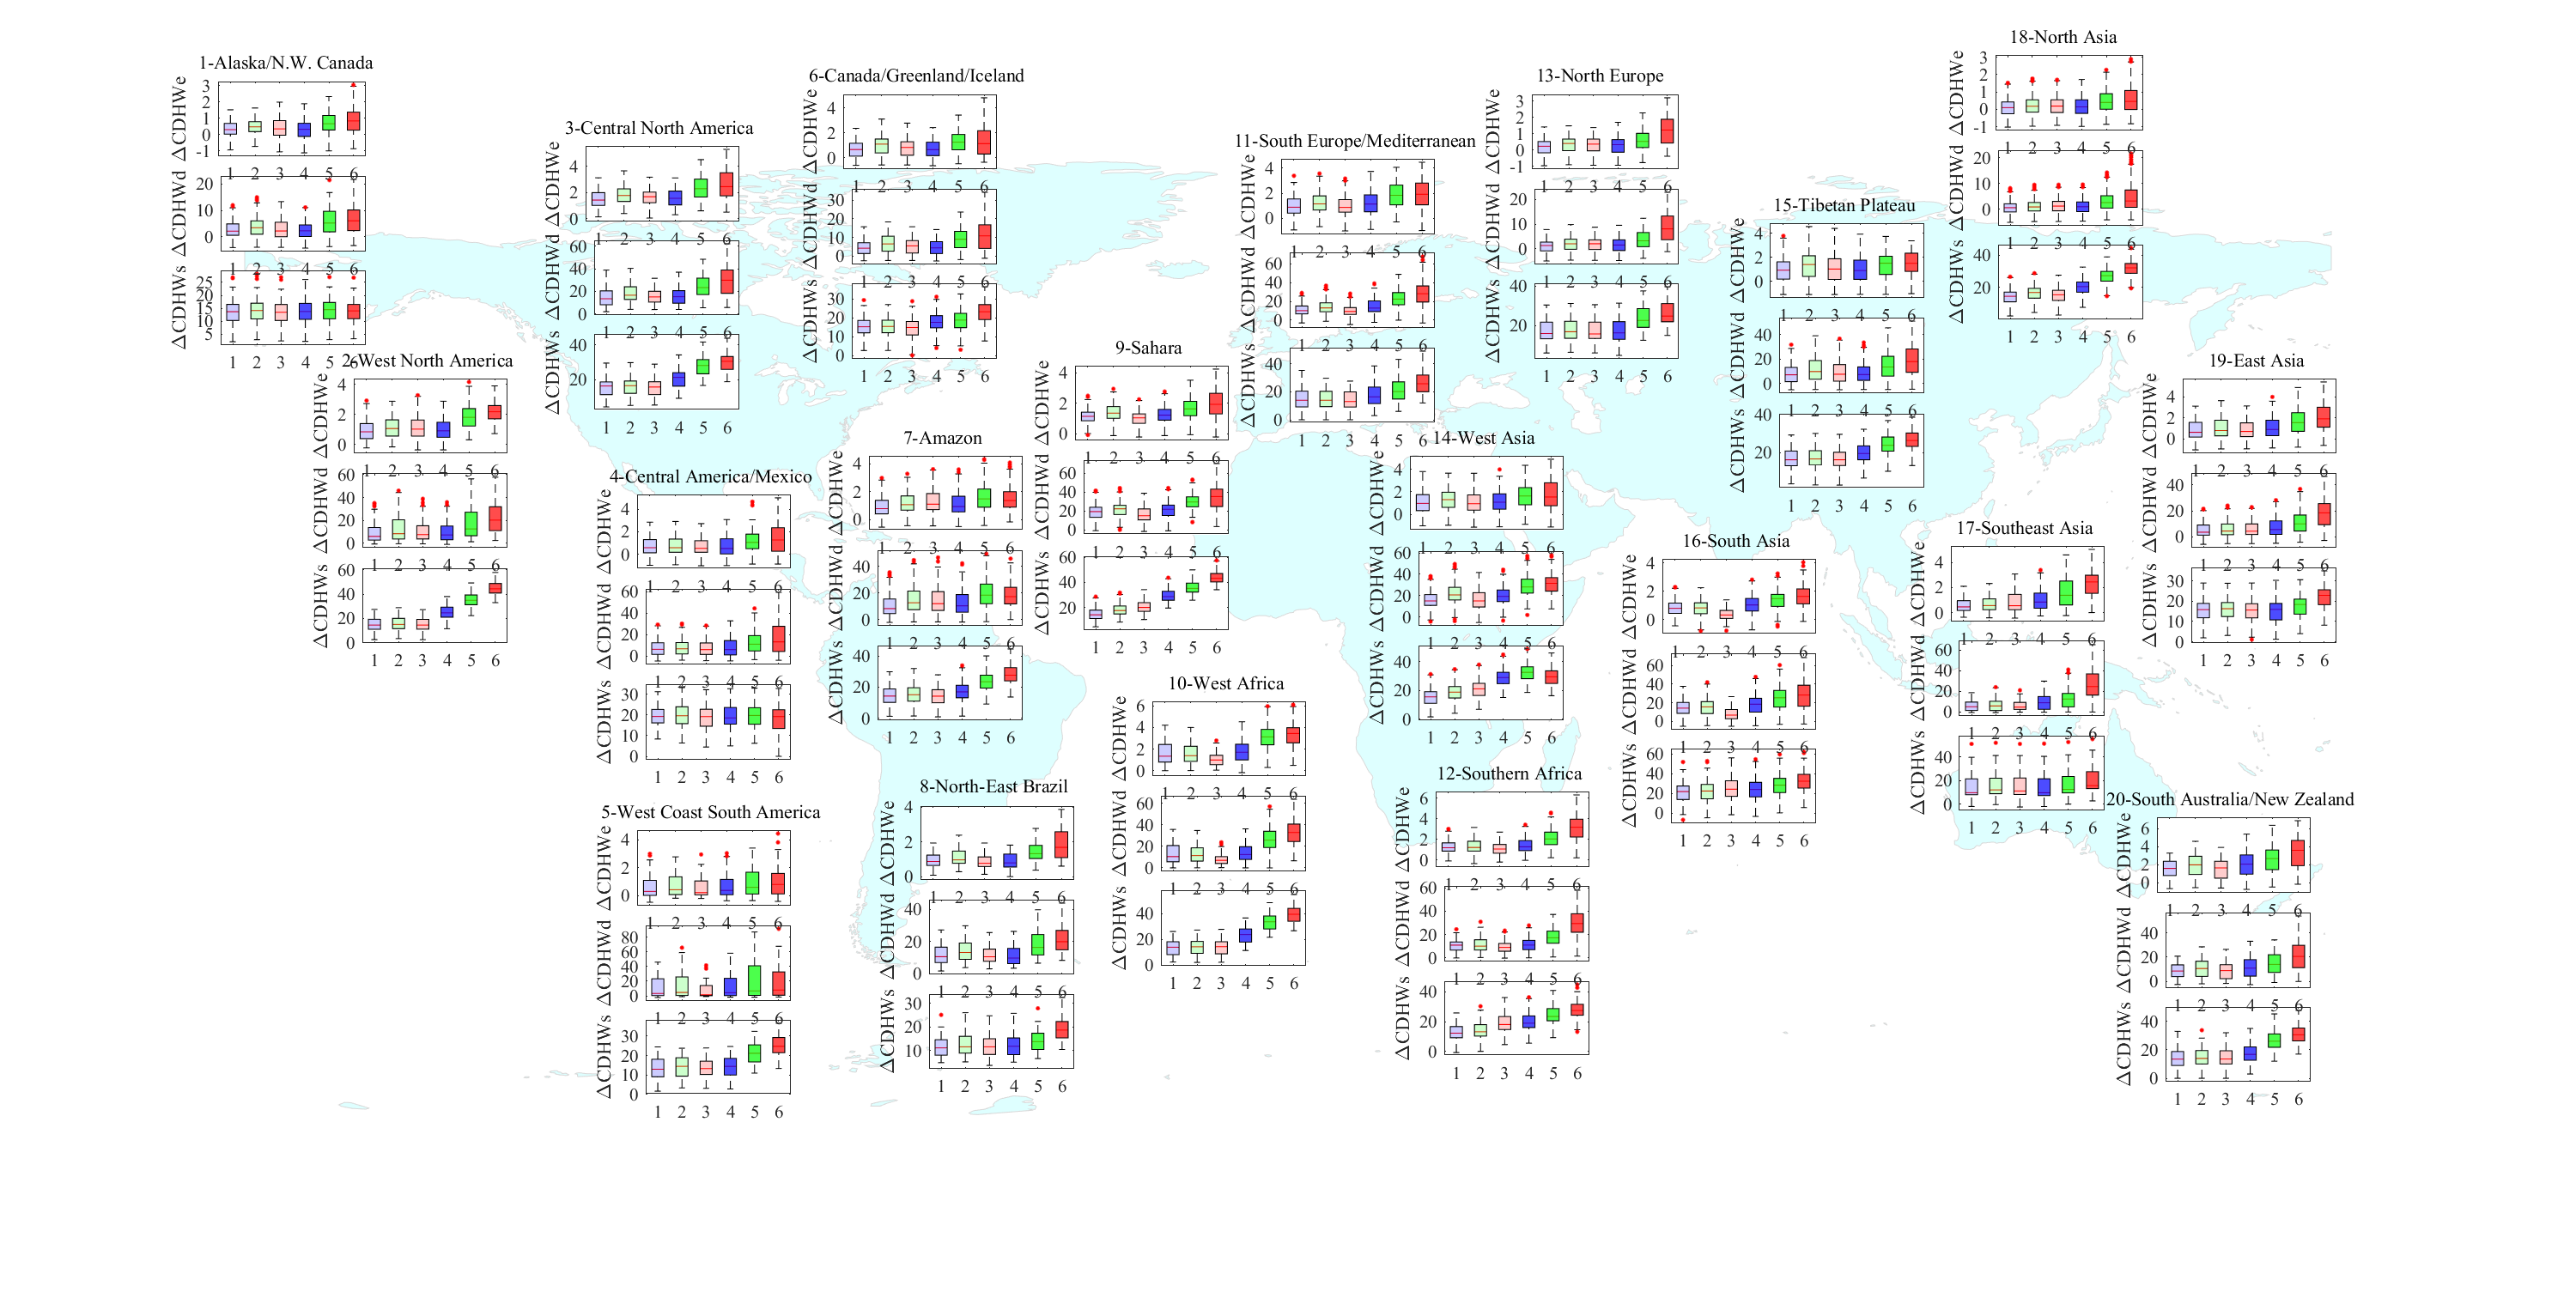 1-Alaska/N.W. Canada
ΔCDHWe
3
2
1
0
-1
1 2 3 4 5 6
ΔCDHWd
20
10
0
1 2 3 4 5 6
ΔCDHWs
25
20
15
10
5
1 2 3 4 5 6
2-West North America
ΔCDHWe
4
2
0
1 2 3 4 5 6
ΔCDHWd
60
40
20
0
1 2 3 4 5 6
ΔCDHWs
60
40
20
0
1 2 3 4 5 6
3-Central North America
ΔCDHWe
4
2
0
1 2 3 4 5 6
ΔCDHWd
60
40
20
0
1 2 3 4 5 6
ΔCDHWs
40
20
1 2 3 4 5 6
4-Central America/Mexico
ΔCDHWe
4
2
0
1 2 3 4 5 6
ΔCDHWd
60
40
20
0
1 2 3 4 5 6
ΔCDHWs
30
20
10
0
1 2 3 4 5 6
5-West Coast South America
ΔCDHWe
4
2
0
1 2 3 4 5 6
ΔCDHWd
80
60
40
20
0
1 2 3 4 5 6
ΔCDHWs
30
20
10
0
1 2 3 4 5 6
6-Canada/Greenland/Iceland
ΔCDHWe
4
2
0
1 2 3 4 5 6
ΔCDHWd
30
20
10
0
1 2 3 4 5 6
ΔCDHWs
30
20
10
0
1 2 3 4 5 6
7-Amazon
ΔCDHWe
4
2
0
1 2 3 4 5 6
ΔCDHWd
40
20
0
1 2 3 4 5 6
ΔCDHWs
40
20
0
1 2 3 4 5 6
8-North-East Brazil
ΔCDHWe
4
2
0
1 2 3 4 5 6
ΔCDHWd
40
20
0
1 2 3 4 5 6
ΔCDHWs
30
20
10
1 2 3 4 5 6
9-Sahara
ΔCDHWe
4
2
0
1 2 3 4 5 6
ΔCDHWd
60
40
20
0
1 2 3 4 5 6
ΔCDHWs
60
40
20
1 2 3 4 5 6
10-West Africa
ΔCDHWe
6
4
2
0
1 2 3 4 5 6
ΔCDHWd
60
40
20
0
1 2 3 4 5 6
ΔCDHWs
40
20
0
1 2 3 4 5 6
11-South Europe/Mediterranean
ΔCDHWe
4
2
0
1 2 3 4 5 6
ΔCDHWd
60
40
20
0
1 2 3 4 5 6
ΔCDHWs
40
20
0
1 2 3 4 5 6
12-Southern Africa
ΔCDHWe
6
4
2
0
1 2 3 4 5 6
ΔCDHWd
60
40
20
0
1 2 3 4 5 6
ΔCDHWs
40
20
0
1 2 3 4 5 6
13-North Europe
ΔCDHWe
3
2
1
0
-1
1 2 3 4 5 6
ΔCDHWd
20
10
0
1 2 3 4 5 6
ΔCDHWs
40
20
1 2 3 4 5 6
14-West Asia
ΔCDHWe
4
2
0
1 2 3 4 5 6
ΔCDHWd
60
40
20
0
1 2 3 4 5 6
ΔCDHWs
40
20
0
1 2 3 4 5 6
15-Tibetan Plateau
ΔCDHWe
4
2
0
1 2 3 4 5 6
ΔCDHWd
40
20
0
1 2 3 4 5 6
ΔCDHWs
40
20
1 2 3 4 5 6
16-South Asia
ΔCDHWe
4
2
0
1 2 3 4 5 6
ΔCDHWd
60
40
20
0
1 2 3 4 5 6
ΔCDHWs
60
40
20
0
1 2 3 4 5 6
17-Southeast Asia
ΔCDHWe
4
2
0
1 2 3 4 5 6
ΔCDHWd
60
40
20
0
1 2 3 4 5 6
ΔCDHWs
40
20
0
1 2 3 4 5 6
18-North Asia
ΔCDHWe
3
2
1
0
-1
1 2 3 4 5 6
ΔCDHWd
20
10
0
1 2 3 4 5 6
ΔCDHWs
40
20
1 2 3 4 5 6
19-East Asia
ΔCDHWe
4
2
0
1 2 3 4 5 6
ΔCDHWd
40
20
0
1 2 3 4 5 6
ΔCDHWs
30
20
10
0
1 2 3 4 5 6
20-South Australia/New Zealand
ΔCDHWe
6
4
2
0
1 2 3 4 5 6
ΔCDHWd
40
20
0
1 2 3 4 5 6
ΔCDHWs
40
20
0
1 2 3 4 5 6